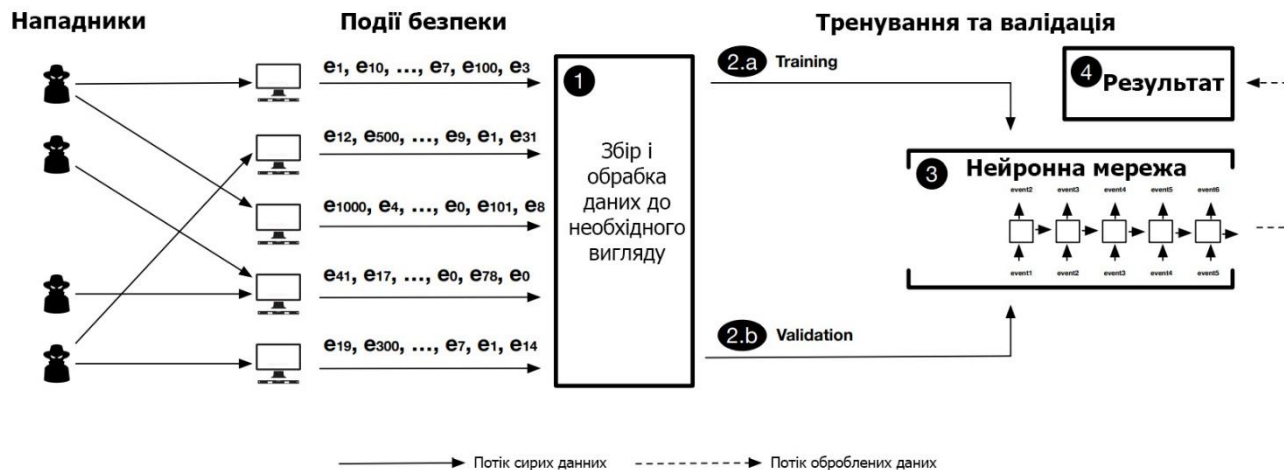 Нападники
Події безпеки
Тренування та валідація
e1, e10, ..., e7, e100, e3
e12, e500, ..., e9, e1, e31
e1000, e4, ..., e0, e101, e8
e41, e17, ..., e0, e78, e0
e19, e300, ..., e7, e1, e14
1
Збір і
обрабка
даних до
необхідного
вигляду
2.a Training
2.b Validation
4 Результат
3 Нейронна мережа
event2 event3 event4 event5 event6
event1 event2 event3 event4 event5
Потік сирих данних
Потік оброблених даних